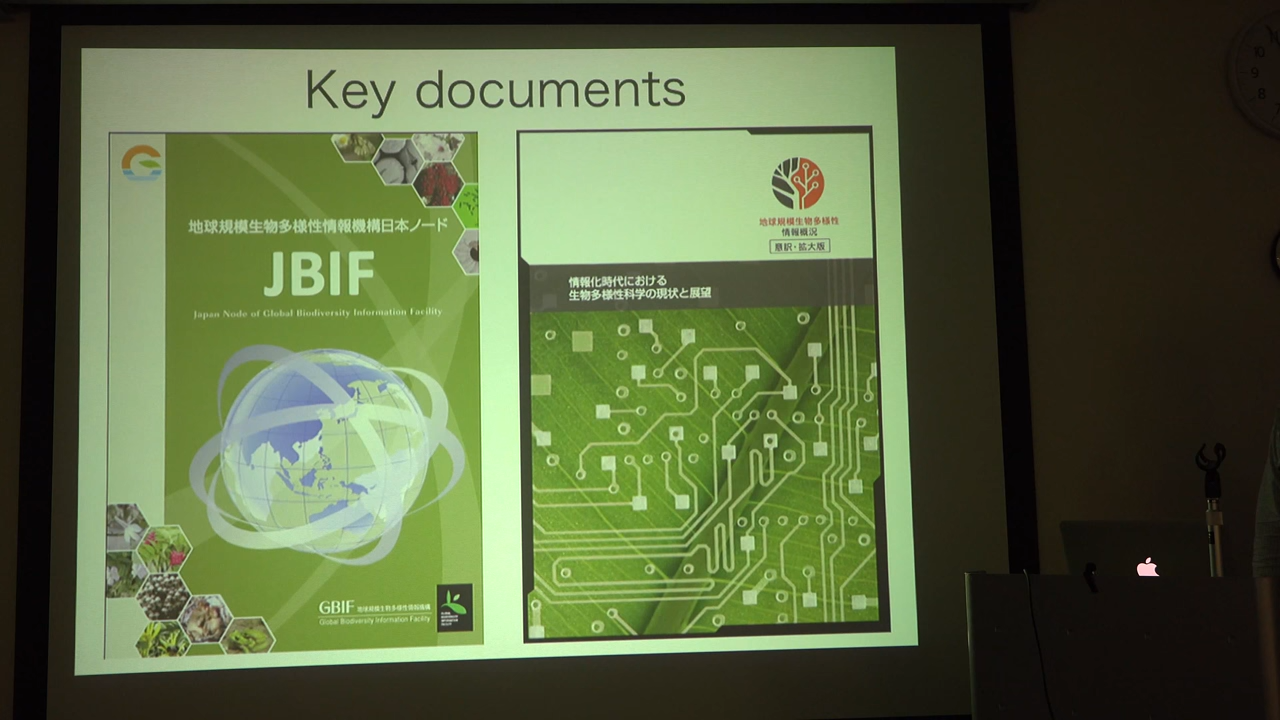 Key documents
地球規模生物多様性情報機構日本ノード
JBIF
Japan Node of Global Biodiversity Information Facility
GBIF 地球規模生物多様性情報機構
Global Biodiversity Information Facility
地球規模生物多様性
情報概況
意訳・拡大版
情報化時代における
生物多様性科学の現状と展望
10
9
8